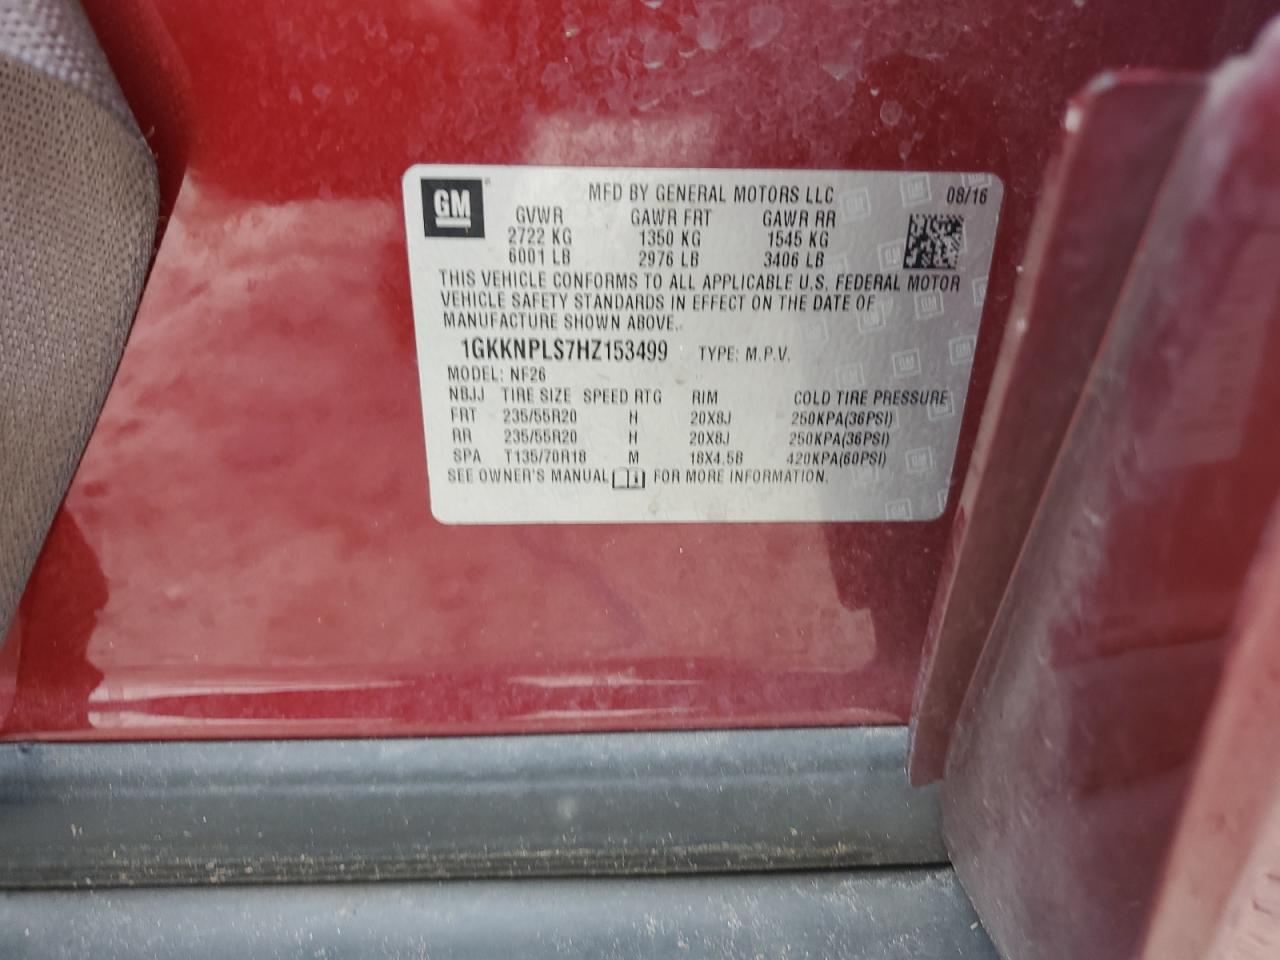 GM
MFD BY GENERAL MOTORS LLC 08/16
GVWR GAWR FRT GAWR RR
2722 KG 1350 KG 1545 KG
6001 LB 2976 LB 3406 LB
THIS VEHICLE CONFORMS TO ALL APPLICABLE U.S. FEDERAL MOTOR
VEHICLE SAFETY STANDARDS IN EFFECT ON THE DATE OF
MANUFACTURE SHOWN ABOVE.
1GKKNPLS7HZ153499 TYPE: M.P.V.
MODEL: NF26
NBJJ TIRE SIZE SPEED RTG RIM COLD TIRE PRESSURE
FRT 235/55R20 H 20X8J 250KPA(36PSI)
RR 235/55R20 H 20X8J 250KPA(36PSI)
SPA T135/70R18 M 18X4.5B 420KPA(60PSI)
SEE OWNER'S MANUAL FOR MORE INFORMATION.